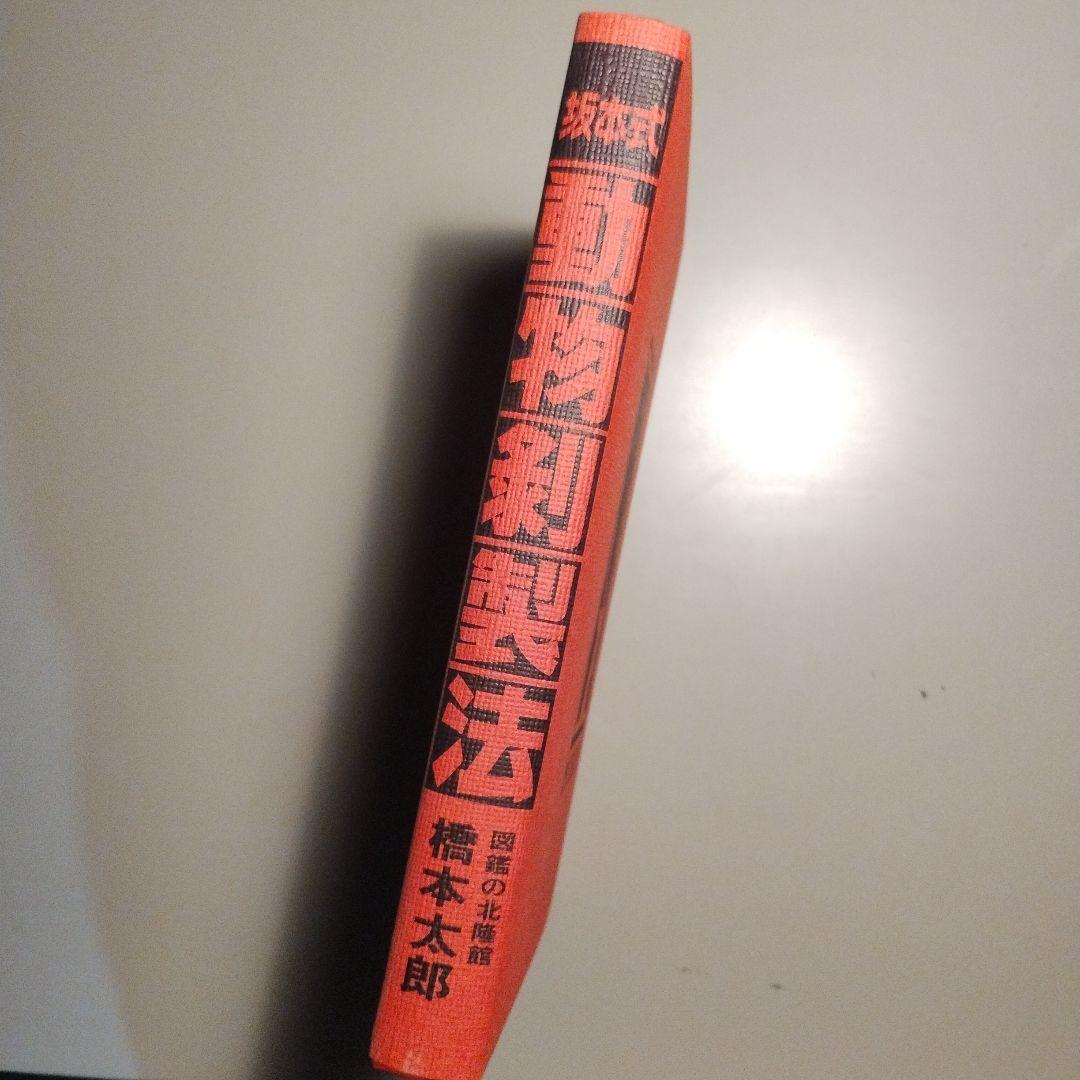 坂本式
動物剥製法
図鑑の北隆館
橋本太郎